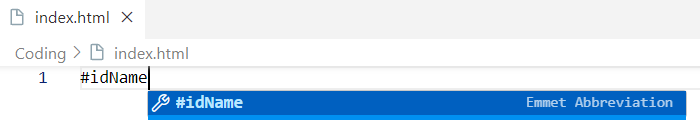 index.html
Coding > index.html
1 #idName
#idName Emmet Abbreviation